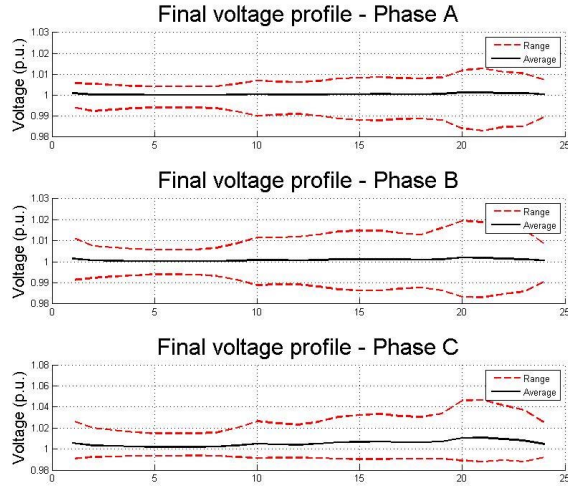 Final voltage profile - Phase A
Voltage (p.u.)
1.03
1.02
1.01
1
0.99
0.98
0 5 10 15 20 25
Range
Average
Final voltage profile - Phase B
Voltage (p.u.)
1.03
1.02
1.01
1
0.99
0.98
0 5 10 15 20 25
Range
Average
Final voltage profile - Phase C
Voltage (p.u.)
1.08
1.06
1.04
1.02
1
0.98
0 5 10 15 20 25
Range
Average